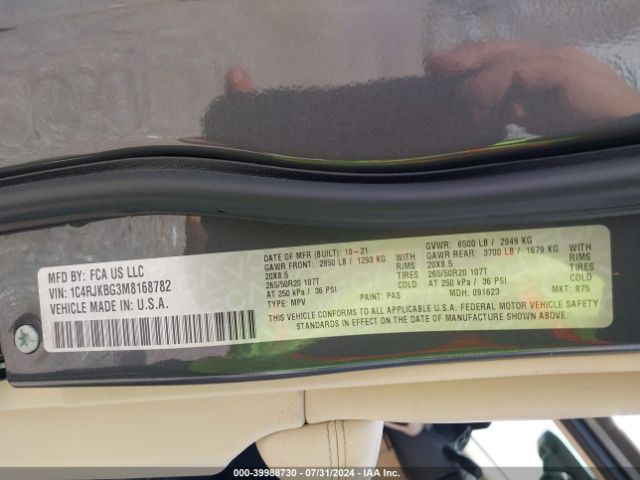 MFD BY: FCA US LLC
VIN: 1C4RJKBG3M8168782
VEHICLE MADE IN: U.S.A.
DATE OF MFR (BUILT): 10-21
GAWR FRONT: 2850 LB / 1293 KG WITH
20X8.5 RIMS
265/50R20 107T TIRES
AT 250 kPa / 36 PSI COLD
TYPE: MPV PAINT: PAS
GVWR: 6500 LB / 2949 KG
GAWR REAR: 3700 LB / 1679 KG WITH
20X8.5 RIMS
265/50R20 107T TIRES
AT 250 kPa / 36 PSI COLD
MDH: 091623 MKT: 875
THIS VEHICLE CONFORMS TO ALL APPLICABLE U.S.A. FEDERAL MOTOR VEHICLE SAFETY
STANDARDS IN EFFECT ON THE DATE OF MANUFACTURE SHOWN ABOVE.
000-39988730 - 07/31/2024 - IAA Inc.